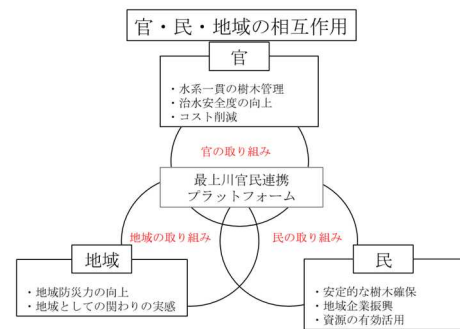 官・民・地域の相互作用
官
・水系一貫の樹木管理
・治水安全度の向上
・コスト削減
官の取り組み
最上川官民連携
プラットフォーム
地域の取り組み
民の取り組み
地域
・地域防災力の向上
・地域としての関わりの実感
民
・安定的な樹木確保
・地域企業振興
・資源の有効活用